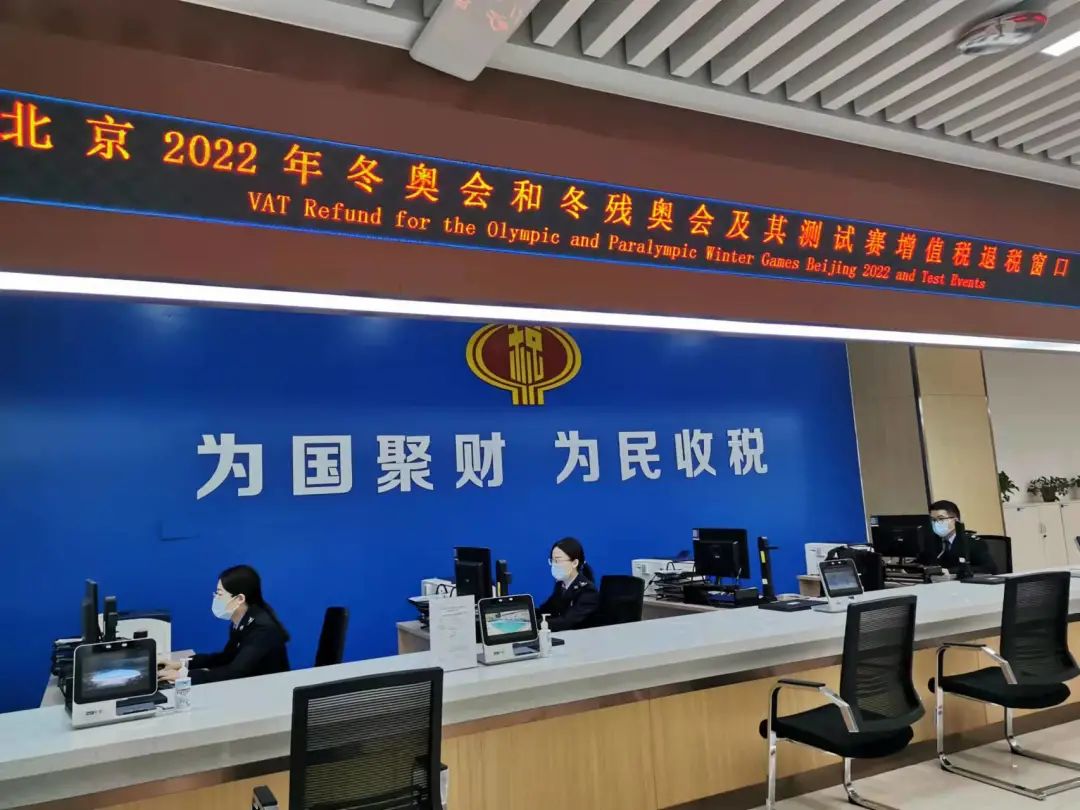 北京2022年冬奥会和冬残奥会及其测试赛增值税退税窗口
VAT Refund for the Olympic and Paralympic Winter Games Beijing 2022 and Test Events
税
为国聚财 为民收税